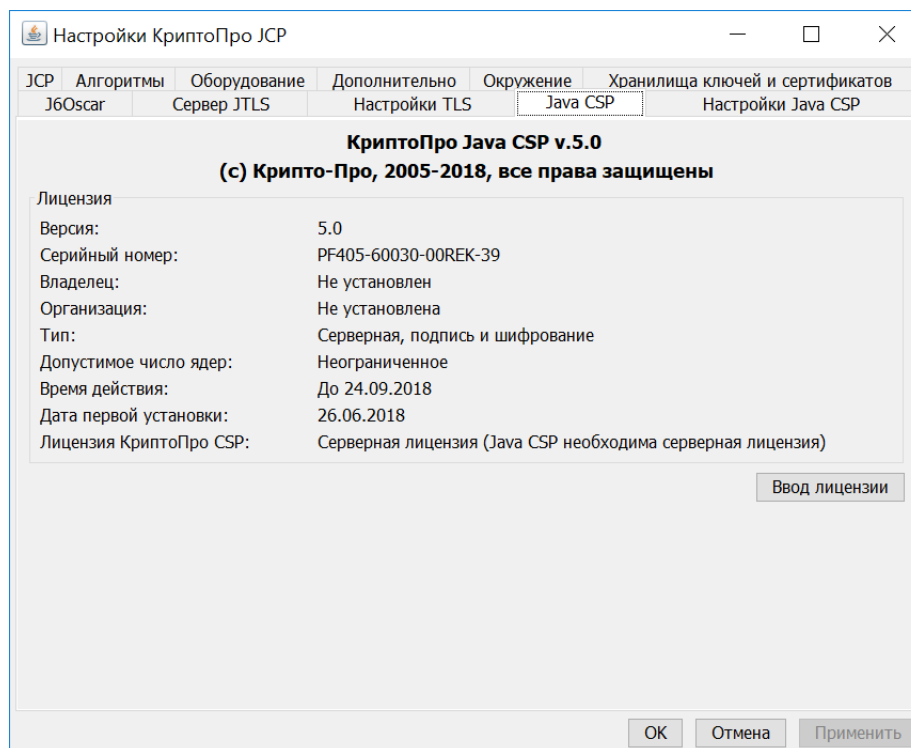 Настройки КриптоПро JCP
JCP Алгоритмы Оборудование Дополнительно Окружение Хранилища ключей и сертификатов
J6Oscar Сервер JTLS Настройки TLS Java CSP Настройки Java CSP
КриптоПро Java CSP v.5.0
(c) Крипто-Про, 2005-2018, все права защищены
Лицензия
Версия: 5.0
Серийный номер: PF405-60030-00REK-39
Владелец: Не установлен
Организация: Не установлена
Тип: Серверная, подпись и шифрование
Допустимое число ядер: Неограниченное
Время действия: До 24.09.2018
Дата первой установки: 26.06.2018
Лицензия КриптоПро CSP: Серверная лицензия (Java CSP необходима серверная лицензия)
Ввод лицензии
OK Отмена Применить